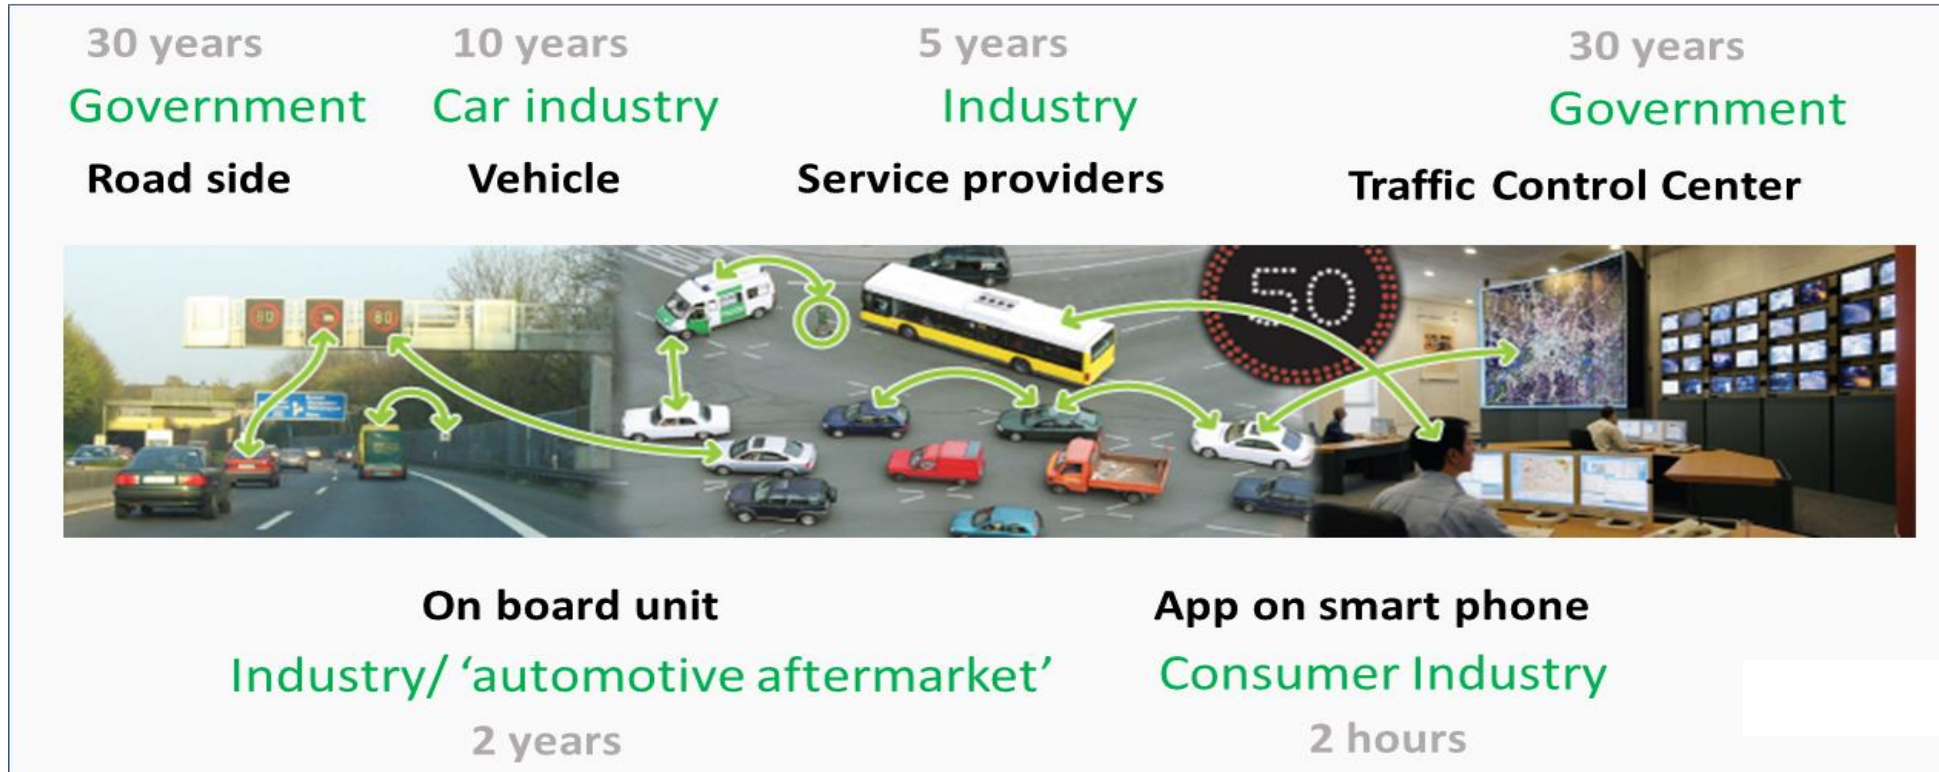 30 years
10 years
5 years
30 years
Government
Car industry
Industry
Government
Road side
Vehicle
Service providers
Traffic Control Center
80
80
50
On board unit
App on smart phone
Industry/ ‘automotive aftermarket’
Consumer Industry
2 years
2 hours